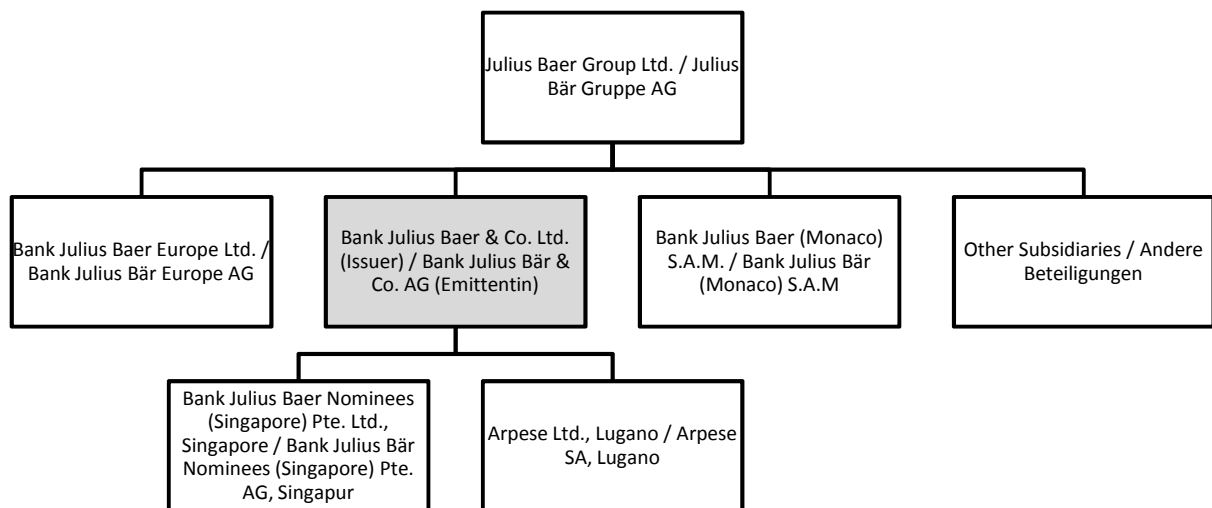 Julius Baer Group Ltd. / Julius
Bär Gruppe AG
Bank Julius Baer Europe Ltd. /
Bank Julius Bär Europe AG
Bank Julius Baer & Co. Ltd.
(Issuer) / Bank Julius Bär &
Co. AG (Emittentin)
Bank Julius Baer (Monaco)
S.A.M. / Bank Julius Bär
(Monaco) S.A.M
Other Subsidiaries / Andere
Beteiligungen
Bank Julius Baer Nominees
(Singapore) Pte. Ltd.,
Singapore / Bank Julius Bär
Nominees (Singapore) Pte.
AG, Singapur
Arpese Ltd., Lugano / Arpese
SA, Lugano